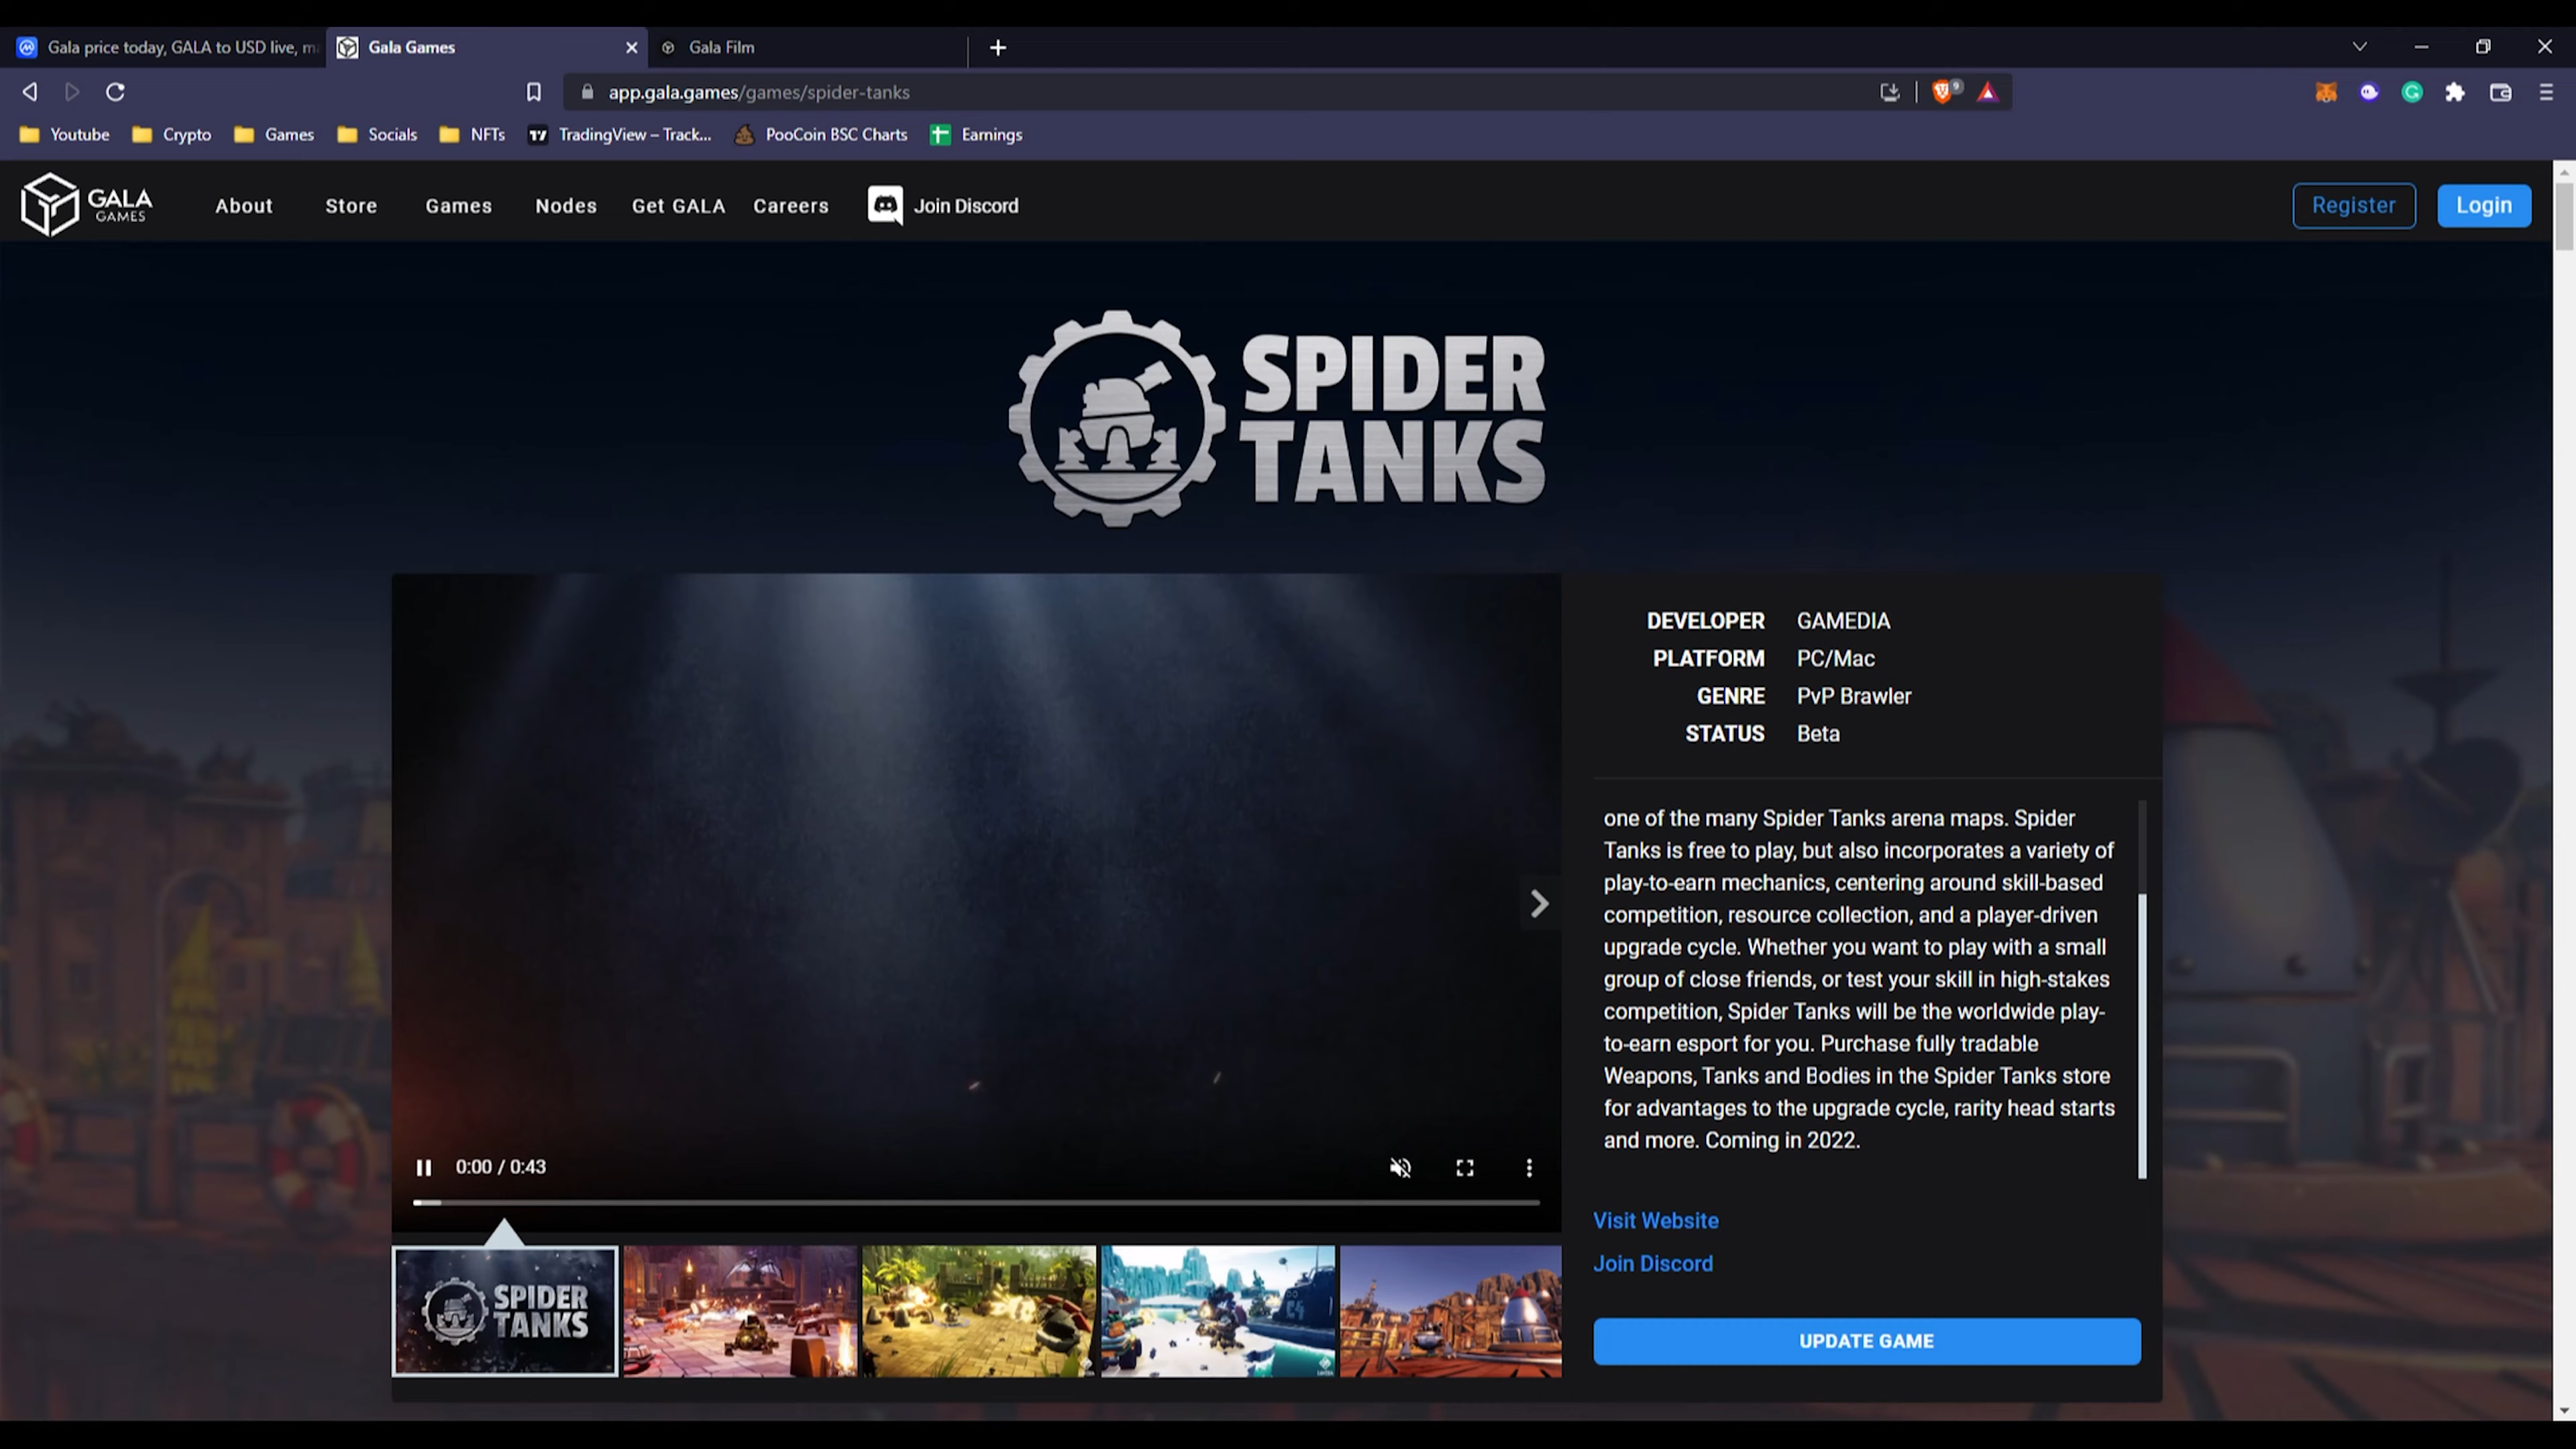 Gala price today, GALA to USD live, m
Gala Games
Gala Film
app.gala.games/games/spider-tanks
9
Youtube
Crypto
Games
Socials
NFTs
TradingView – Track...
PooCoin BSC Charts
Earnings
GALA
GAMES
About
Store
Games
Nodes
Get GALA
Careers
Join Discord
Register
Login
SPIDER
TANKS
DEVELOPER GAMEDIA
PLATFORM PC/Mac
GENRE PvP Brawler
STATUS Beta
one of the many Spider Tanks arena maps. Spider
Tanks is free to play, but also incorporates a variety of
play-to-earn mechanics, centering around skill-based
competition, resource collection, and a player-driven
upgrade cycle. Whether you want to play with a small
group of close friends, or test your skill in high-stakes
competition, Spider Tanks will be the worldwide play-
to-earn esport for you. Purchase fully tradable
Weapons, Tanks and Bodies in the Spider Tanks store
for advantages to the upgrade cycle, rarity head starts
and more. Coming in 2022.
0:00 / 0:43
Visit Website
Join Discord
SPIDER
TANKS
UPDATE GAME